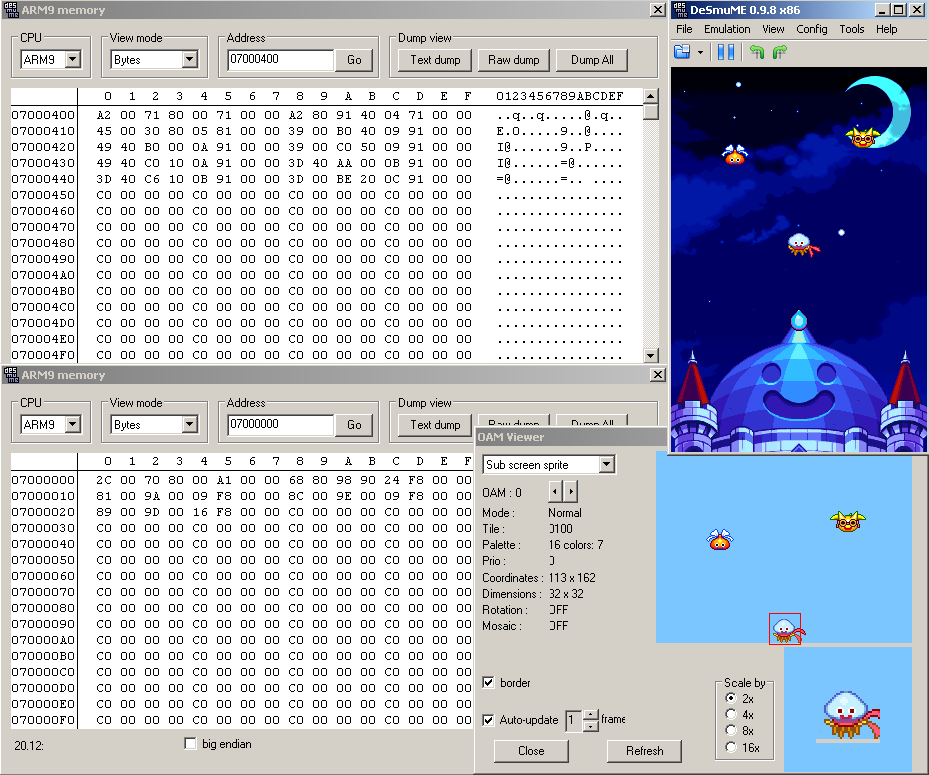 ARM9 memory
CPU
ARM9
View mode
Bytes
Address
07000400
Go
Dump view
Text dump
Raw dump
Dump All
0 1 2 3 4 5 6 7 8 9 A B C D E F 0123456789ABCDEF
07000400 A2 00 71 80 00 71 00 00 A2 80 91 40 04 71 00 00 ..q..q.....@.q..
07000410 45 00 30 80 05 81 00 00 39 00 B0 40 09 91 00 00 E.0.....9..@....
07000420 49 40 B0 00 0A 91 00 00 39 00 C0 50 09 91 00 00 I@......9..P....
07000430 49 40 C0 10 0A 91 00 00 3D 40 AA 00 0B 91 00 00 I@......=@......
07000440 3D 40 C6 10 0B 91 00 00 3D 00 BE 20 0C 91 00 00 =@......=.. ....
07000450 C0 00 00 00 00 C0 00 00 C0 00 00 00 00 C0 00 00 ................
07000460 C0 00 00 00 00 C0 00 00 C0 00 00 00 00 C0 00 00 ................
07000470 C0 00 00 00 00 C0 00 00 C0 00 00 00 00 C0 00 00 ................
07000480 C0 00 00 00 00 C0 00 00 C0 00 00 00 00 C0 00 00 ................
07000490 C0 00 00 00 00 C0 00 00 C0 00 00 00 00 C0 00 00 ................
070004A0 C0 00 00 00 00 C0 00 00 C0 00 00 00 00 C0 00 00 ................
070004B0 C0 00 00 00 00 C0 00 00 C0 00 00 00 00 C0 00 00 ................
070004C0 C0 00 00 00 00 C0 00 00 C0 00 00 00 00 C0 00 00 ................
070004D0 C0 00 00 00 00 C0 00 00 C0 00 00 00 00 C0 00 00 ................
070004E0 C0 00 00 00 00 C0 00 00 C0 00 00 00 00 C0 00 00 ................
070004F0 C0 00 00 00 00 C0 00 00 C0 00 00 00 00 C0 00 00 ................
DeSmuME 0.9.8 x86
File Emulation View Config Tools Help
ARM9 memory
CPU
ARM9
View mode
Bytes
Address
07000000
Go
Dump view
Text dump
Raw dump
Dump All
0 1 2 3 4 5 6 7 8 9 A B C D E F
07000000 2C 00 70 80 00 A1 00 00 68 80 98 90 24 F8 00 00
07000010 81 00 9A 00 09 F8 00 00 8C 00 9E 00 09 F8 00 00
07000020 89 00 9D 00 16 F8 00 00 C0 00 00 00 00 C0 00 00
07000030 C0 00 00 00 00 C0 00 00 C0 00 00 00 00 C0 00 00
07000040 C0 00 00 00 00 C0 00 00 C0 00 00 00 00 C0 00 00
07000050 C0 00 00 00 00 C0 00 00 C0 00 00 00 00 C0 00 00
07000060 C0 00 00 00 00 C0 00 00 C0 00 00 00 00 C0 00 00
07000070 C0 00 00 00 00 C0 00 00 C0 00 00 00 00 C0 00 00
07000080 C0 00 00 00 00 C0 00 00 C0 00 00 00 00 C0 00 00
07000090 C0 00 00 00 00 C0 00 00 C0 00 00 00 00 C0 00 00
070000A0 C0 00 00 00 00 C0 00 00 C0 00 00 00 00 C0 00 00
070000B0 C0 00 00 00 00 C0 00 00 C0 00 00 00 00 C0 00 00
070000C0 C0 00 00 00 00 C0 00 00 C0 00 00 00 00 C0 00 00
070000D0 C0 00 00 00 00 C0 00 00 C0 00 00 00 00 C0 00 00
070000E0 C0 00 00 00 00 C0 00 00 C0 00 00 00 00 C0 00 00
070000F0 C0 00 00 00 00 C0 00 00 C0 00 00 00 00 C0 00 00
20.12:
big endian
OAM Viewer
Sub screen sprite
OAM : 0
Mode : Normal
Tile : 0100
Palette : 16 colors: 7
Prio : 0
Coordinates : 113 x 162
Dimensions : 32 x 32
Rotation : OFF
Mosaic : OFF
border
Auto-update 1 frame
Close
Refresh
Scale by
2x
4x
8x
16x